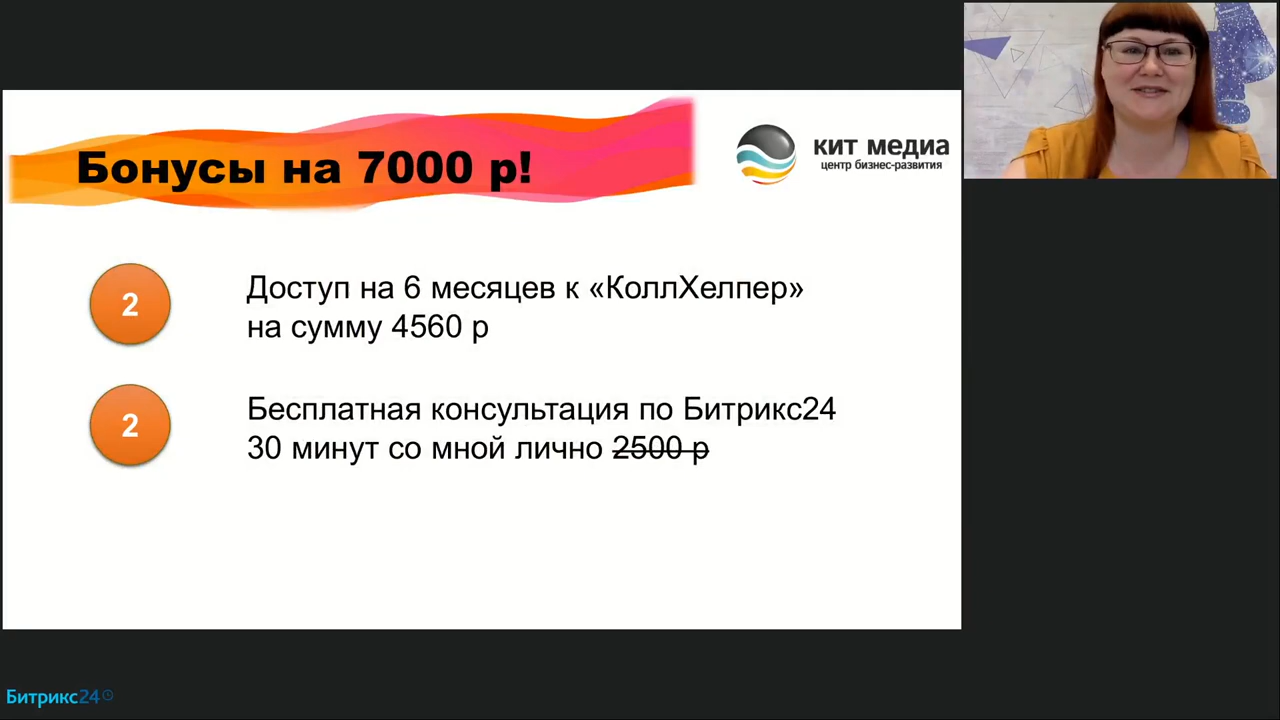 Бонусы на 7000 р!
кит медиа
центр бизнес-развития
Битрикс24
2
Доступ на 6 месяцев к «КоллХелпер»
на сумму 4560 р
2
Бесплатная консультация по Битрикс24
30 минут со мной лично 2500 р
Битрикс24